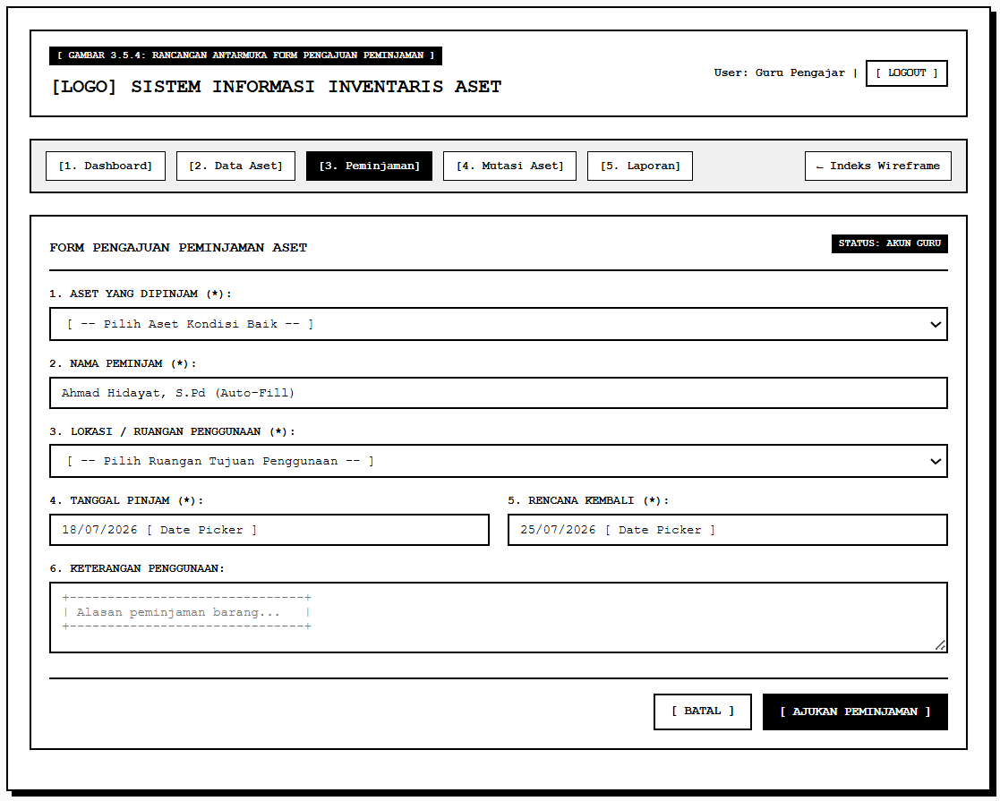 [ GAMBAR 3.5.4: RANCANGAN ANTARMUKA FORM PENGAJUAN PEMINJAMAN ]
[LOGO] SISTEM INFORMASI INVENTARIS ASET
User: Guru Pengajar | [ LOGOUT ]
[1. Dashboard] [2. Data Aset] [3. Peminjaman] [4. Mutasi Aset] [5. Laporan] ← Indeks Wireframe
FORM PENGAJUAN PEMINJAMAN ASET
STATUS: AKUN GURU
1. ASET YANG DIPINJAM (*):
[ -- Pilih Aset Kondisi Baik -- ]
2. NAMA PEMINJAM (*):
Ahmad Hidayat, S.Pd (Auto-Fill)
3. LOKASI / RUANGAN PENGGUNAAN (*):
[ -- Pilih Ruangan Tujuan Penggunaan -- ]
4. TANGGAL PINJAM (*):
18/07/2026 [ Date Picker ]
5. RENCANA KEMBALI (*):
25/07/2026 [ Date Picker ]
6. KETERANGAN PENGGUNAAN:
+-------------------------------+
| Alasan peminjaman barang...   |
+-------------------------------+
[ BATAL ] [ AJUKAN PEMINJAMAN ]